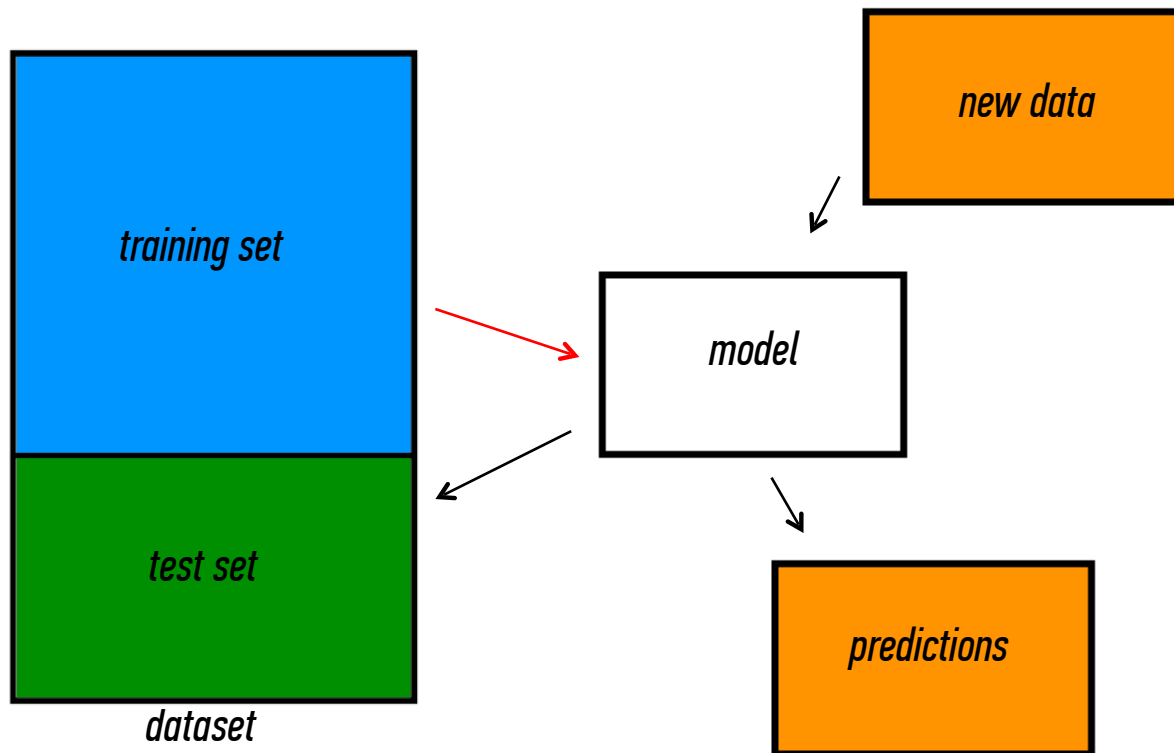 new data
training set
model
test set
predictions
dataset